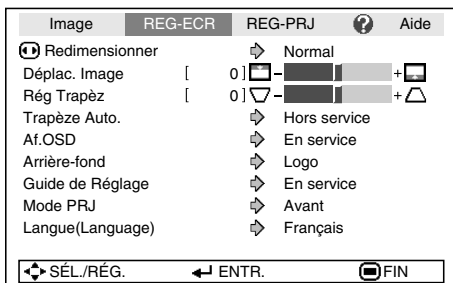 Image REG-ECR REG-PRJ ? Aide
Redimensionner Normal
Déplac. Image [ 0 ] - +
Rég Trapèz [ 0 ] - +
Trapèze Auto. Hors service
Af.OSD En service
Arrière-fond Logo
Guide de Réglage En service
Mode PRJ Avant
Langue(Language) Français
SÉL./RÉG. ENTR. FIN